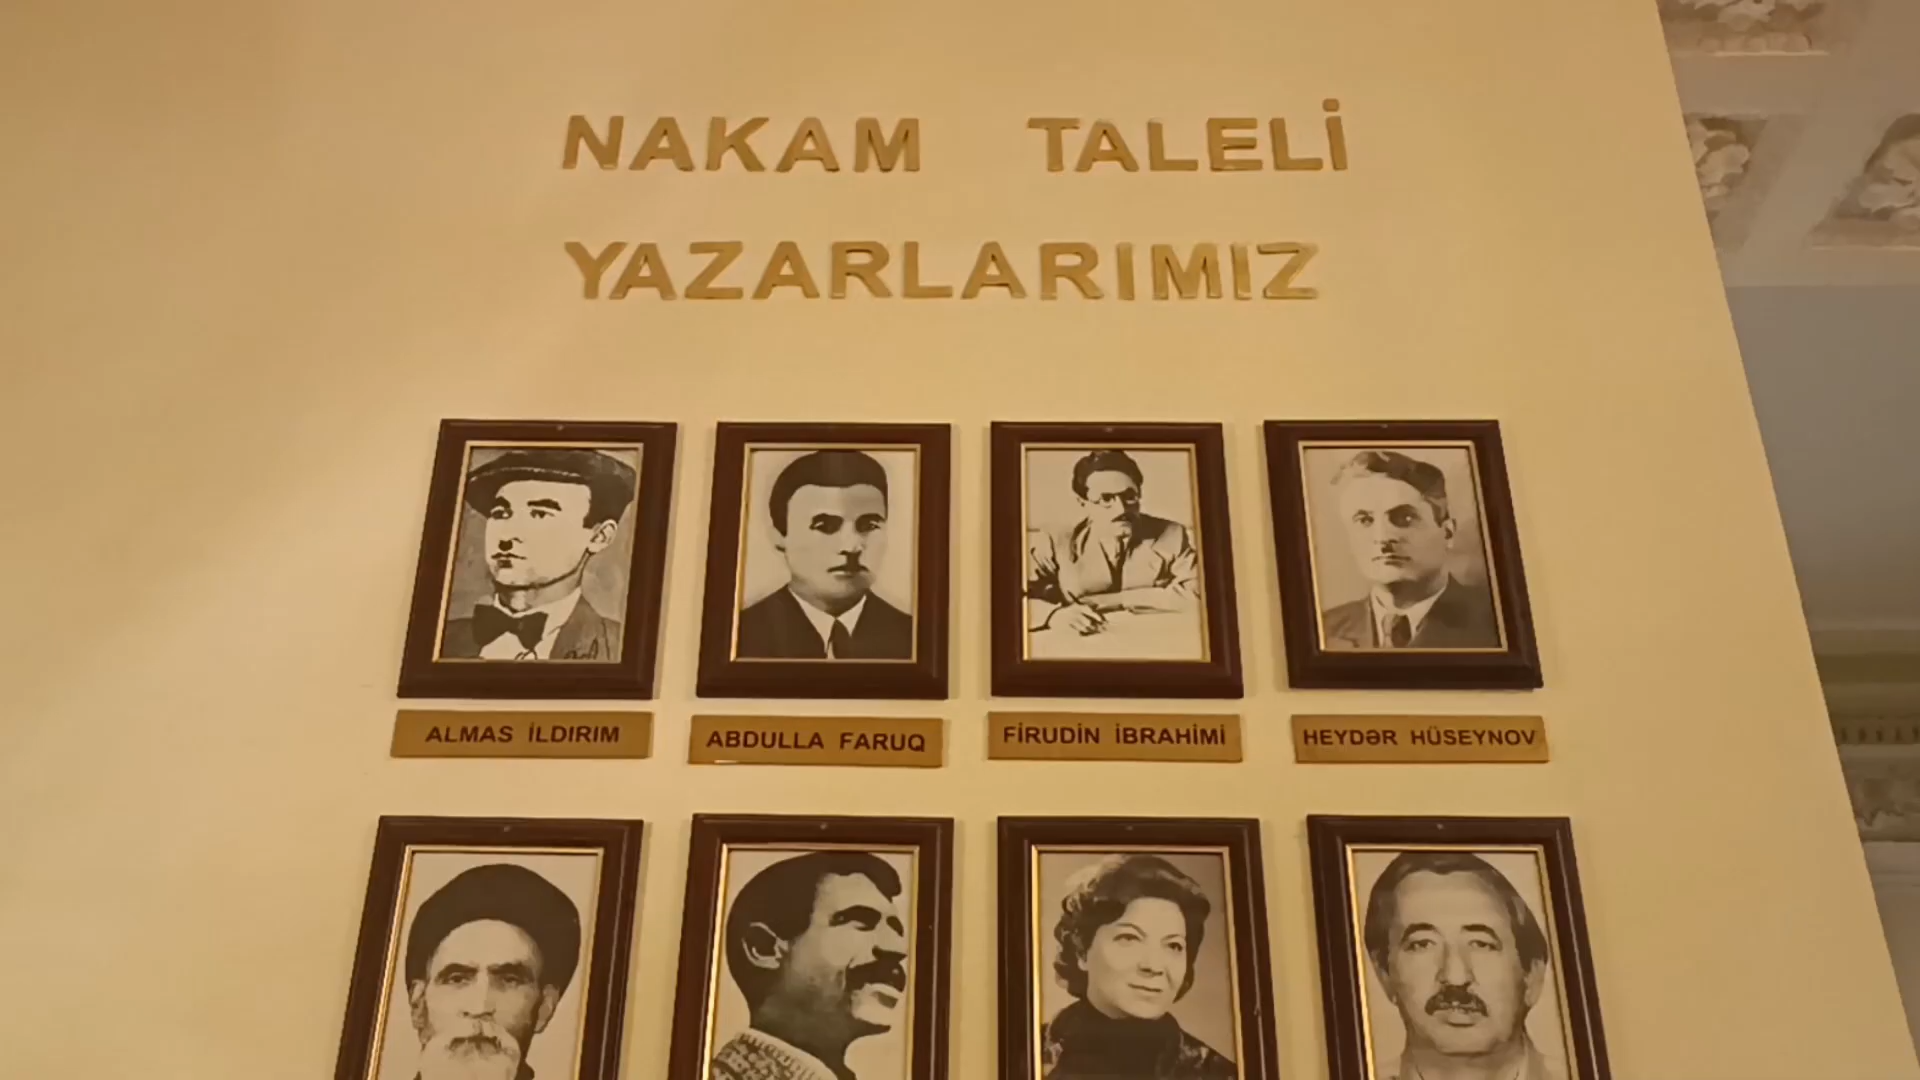 NAKAM TALELİ
YAZARLARIMIZ
ALMAS İLDIRIM
ABDULLA FARUQ
FİRUDİN İBRAHİMİ
HEYDƏR HÜSEYNOV